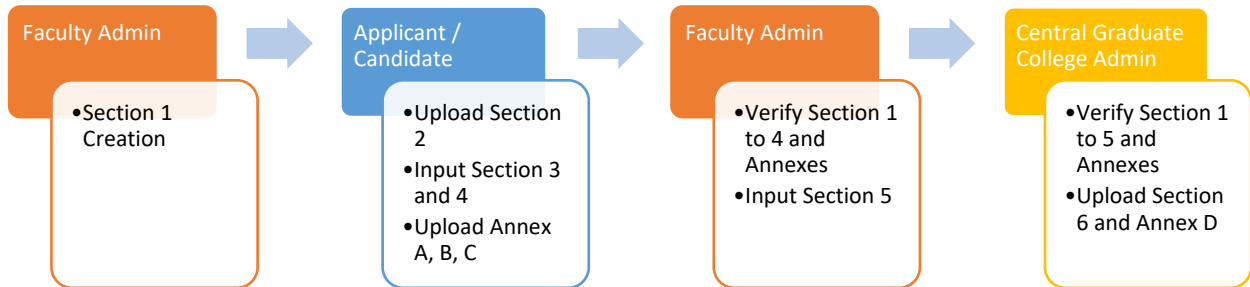 Faculty Admin
•Section 1
Creation
Applicant /
Candidate
•Upload Section
2
•Input Section 3
and 4
•Upload Annex
A, B, C
Faculty Admin
•Verify Section 1
to 4 and
Annexes
•Input Section 5
Central Graduate
College Admin
•Verify Section 1
to 5 and
Annexes
•Upload Section
6 and Annex D